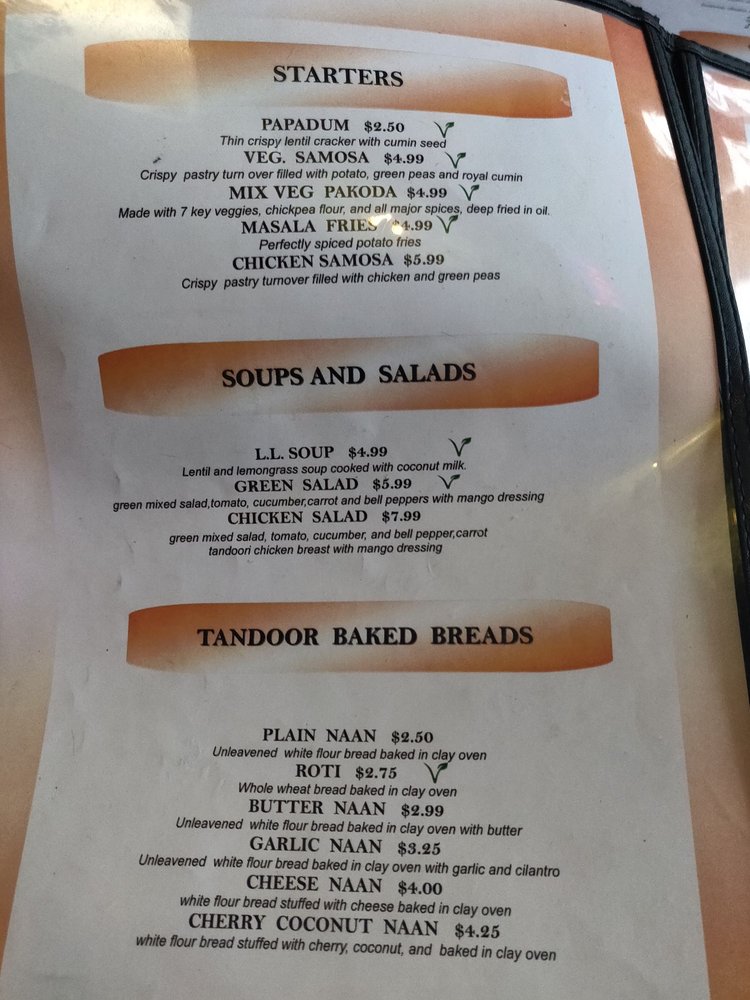 STARTERS
PAPADUM $2.50
Thin crispy lentil cracker with cumin seed
VEG. SAMOSA $4.99
Crispy pastry turn over filled with potato, green peas and royal cumin
MIX VEG PAKODA $4.99
Made with 7 key veggies, chickpea flour, and all major spices, deep fried in oil.
MASALA FRIES $4.99
Perfectly spiced potato fries
CHICKEN SAMOSA $5.99
Crispy pastry turnover filled with chicken and green peas
SOUPS AND SALADS
L.L. SOUP $4.99
Lentil and lemongrass soup cooked with coconut milk.
GREEN SALAD $5.99
green mixed salad,tomato, cucumber,carrot and bell peppers with mango dressing
CHICKEN SALAD $7.99
green mixed salad, tomato, cucumber, and bell pepper,carrot
tandoori chicken breast with mango dressing
TANDOOR BAKED BREADS
PLAIN NAAN $2.50
Unleavened white flour bread baked in clay oven
ROTI $2.75
Whole wheat bread baked in clay oven
BUTTER NAAN $2.99
Unleavened white flour bread baked in clay oven with butter
GARLIC NAAN $3.25
Unleavened white flour bread baked in clay oven with garlic and cilantro
CHEESE NAAN $4.00
white flour bread stuffed with cheese baked in clay oven
CHERRY COCONUT NAAN $4.25
white flour bread stuffed with cherry, coconut, and baked in clay oven